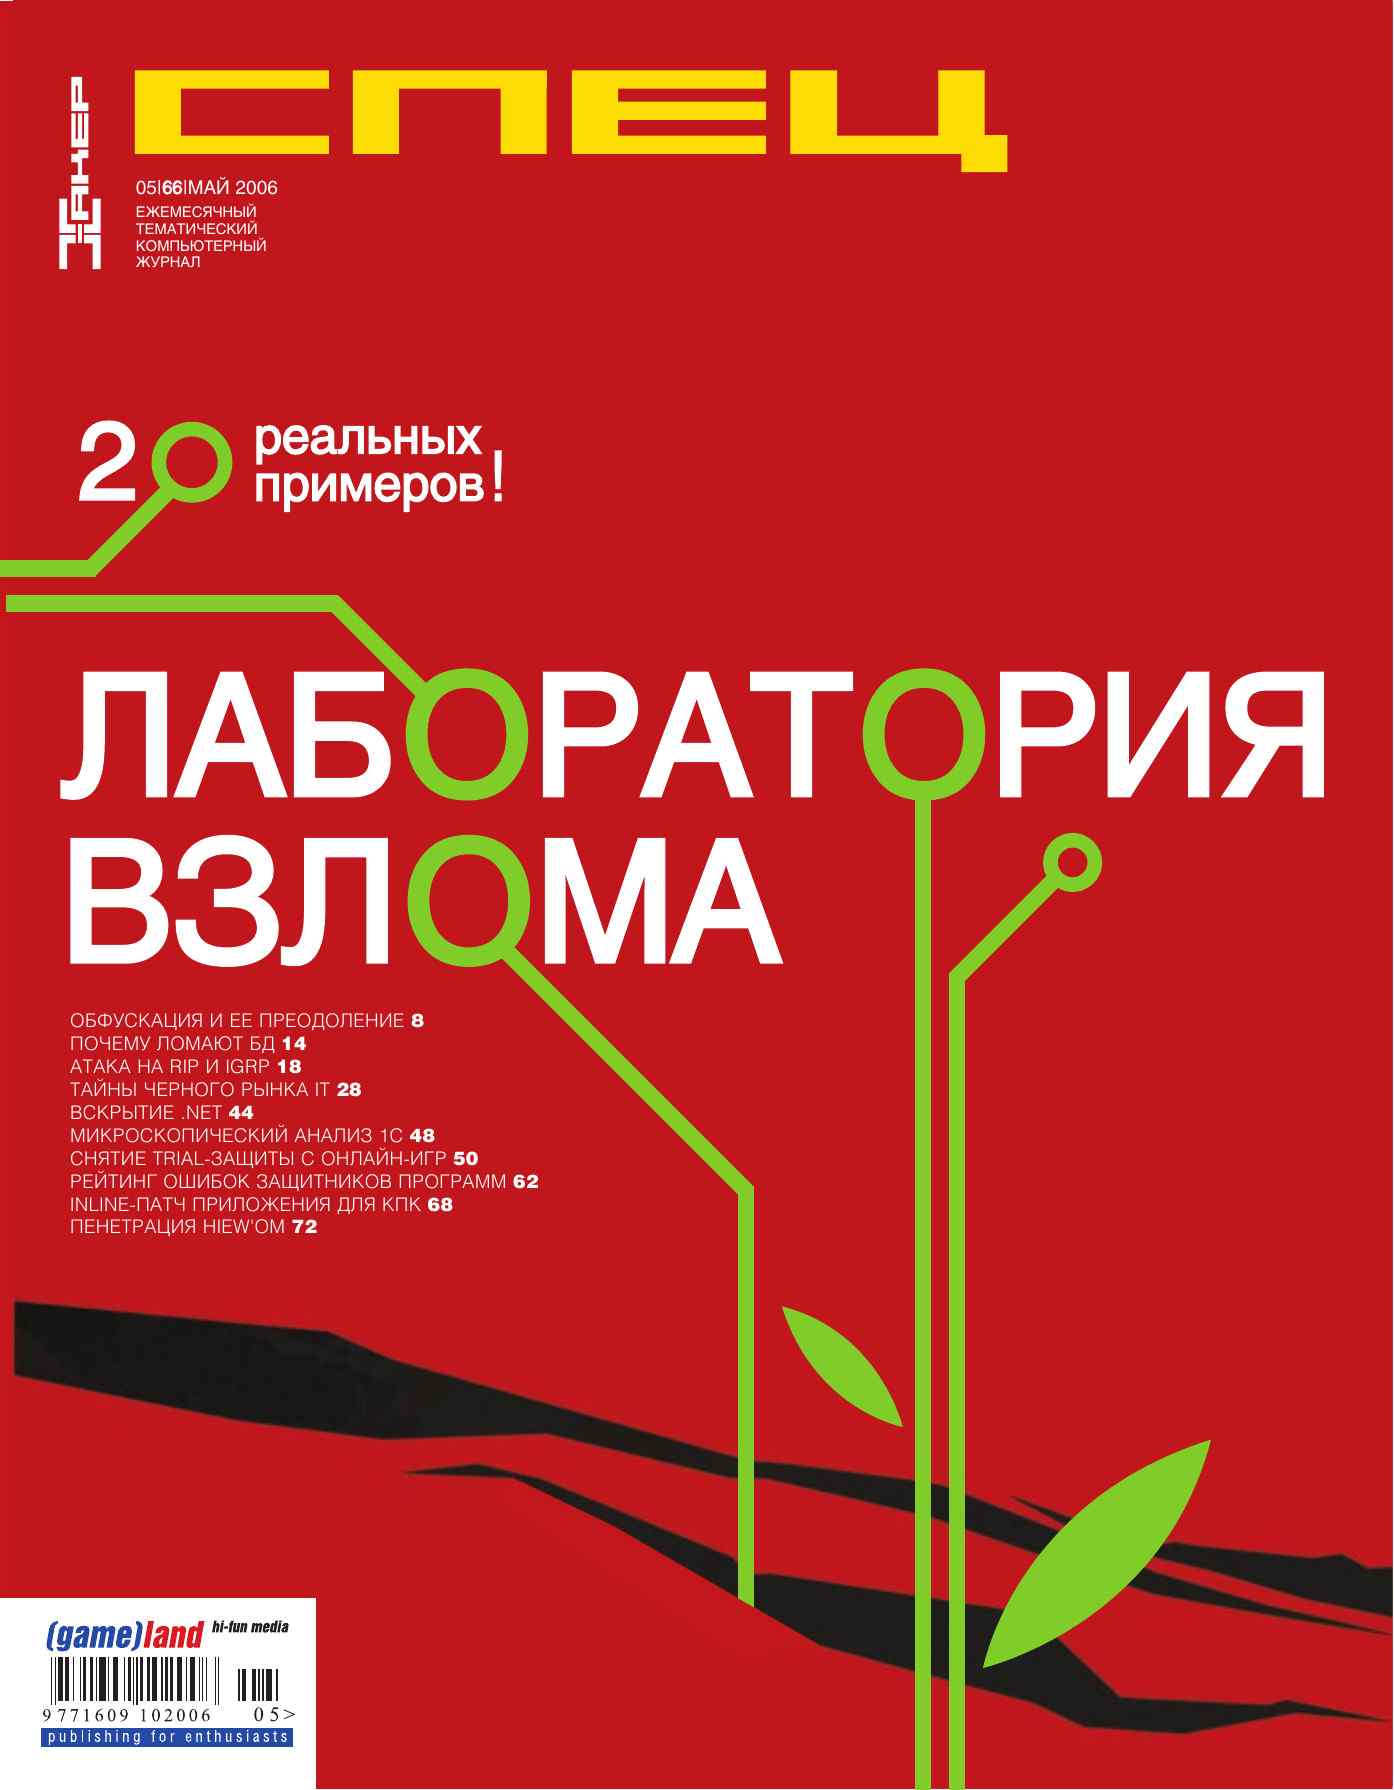 ХАКЕР
СПЕЦ
05|66|МАЙ 2006
ЕЖЕМЕСЯЧНЫЙ
ТЕМАТИЧЕСКИЙ
КОМПЬЮТЕРНЫЙ
ЖУРНАЛ
20 реальных
примеров!
ЛАБОРАТОРИЯ
ВЗЛОМА
ОБФУСКАЦИЯ И ЕЕ ПРЕОДОЛЕНИЕ 8
ПОЧЕМУ ЛОМАЮТ БД 14
АТАКА НА RIP И IGRP 18
ТАЙНЫ ЧЕРНОГО РЫНКА IT 28
ВСКРЫТИЕ .NET 44
МИКРОСКОПИЧЕСКИЙ АНАЛИЗ 1С 48
СНЯТИЕ TRIAL-ЗАЩИТЫ С ОНЛАЙН-ИГР 50
РЕЙТИНГ ОШИБОК ЗАЩИТНИКОВ ПРОГРАММ 62
INLINE-ПАТЧ ПРИЛОЖЕНИЯ ДЛЯ КПК 68
ПЕНЕТРАЦИЯ HIEW'ОМ 72
(game)land hi-fun media
9 771609 102006 05>
publishing for enthusiasts